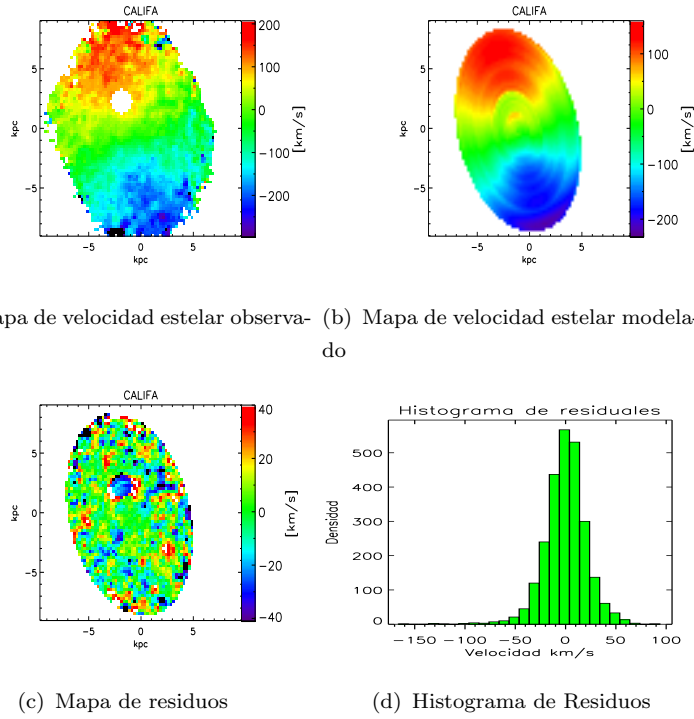 CALIFA
200
100
0
−100
−200
[km/s]
5
0
−5
kpc
−5 0 5
kpc
CALIFA
100
0
−100
−200
[km/s]
5
0
−5
kpc
−5 0 5
kpc
apa de velocidad estelar observa-
(b) Mapa de velocidad estelar modela-
do
CALIFA
40
20
0
−20
−40
[km/s]
5
0
−5
kpc
−5 0 5
kpc
(c) Mapa de residuos
Histograma de residuales
500
400
300
200
100
0
Densidad
−150 −100 −50 0 50 100
Velocidad km/s
(d) Histograma de Residuos